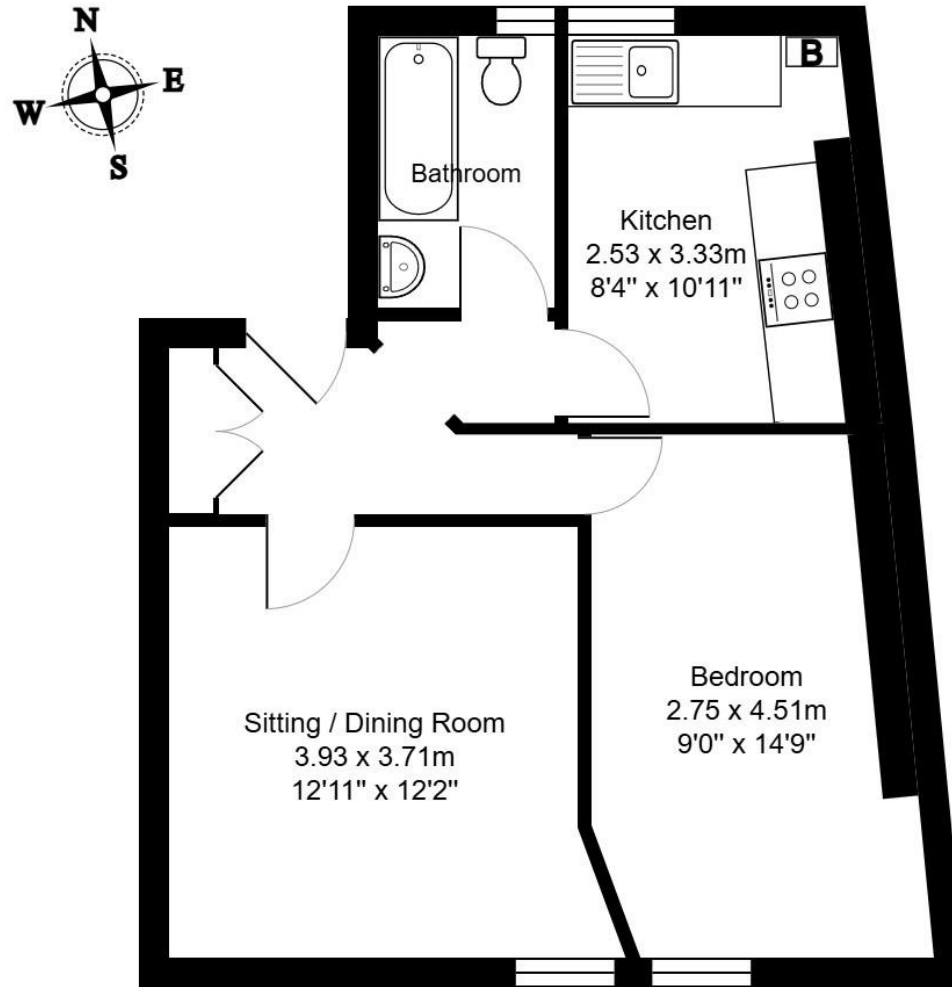 N
W
E
S
B
Bathroom
Kitchen
2.53 x 3.33m
8'4" x 10'11"
Bedroom
2.75 x 4.51m
9'0" x 14'9"
Sitting / Dining Room
3.93 x 3.71m
12'11" x 12'2"